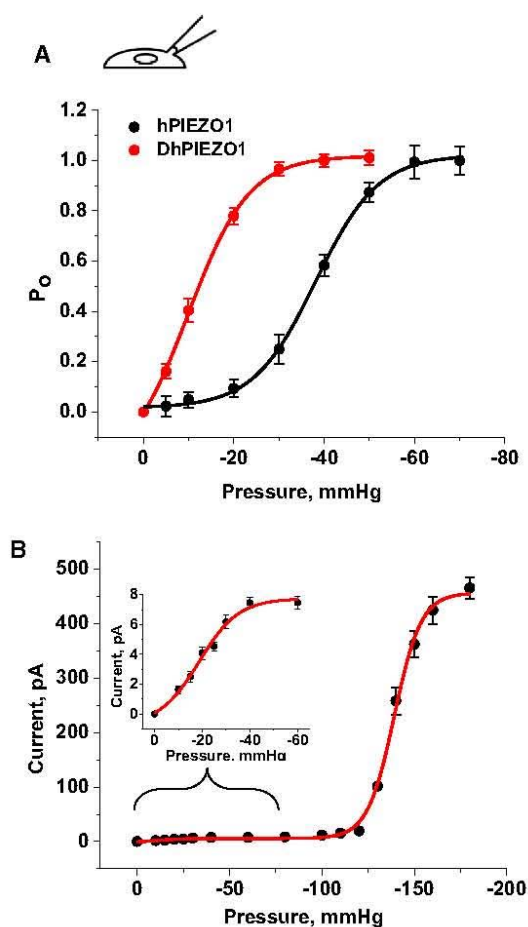 A
hPIEZO1
DhPIEZO1
1.2
1.0
0.8
0.6
0.4
0.2
0.0
Po
0 -20 -40 -60 -80
Pressure, mmHg
B
500
400
300
200
100
0
Current, pA
8
6
4
2
0
Current, pA
0 -20 -40 -60
Pressure, mmHg
0 -50 -100 -150 -200
Pressure, mmHg